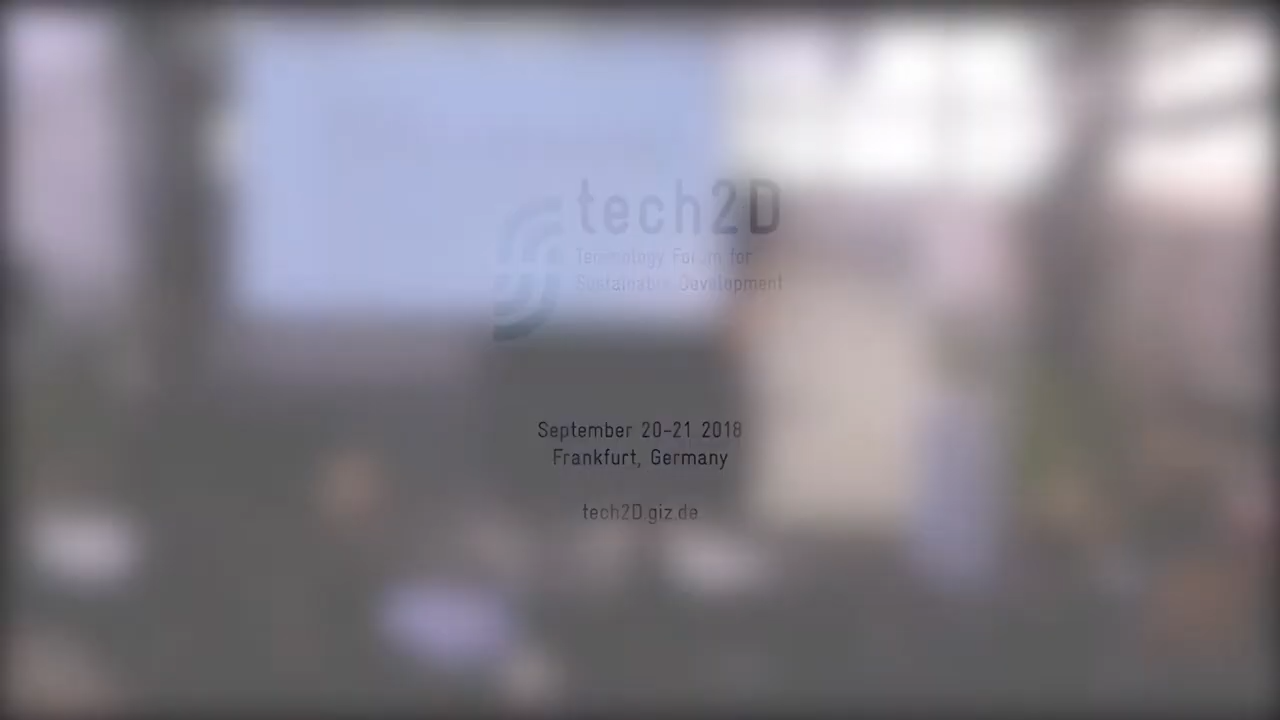 tech2D
Technology Forum for
Sustainable Development
September 20-21 2018
Frankfurt, Germany
tech2D.giz.de